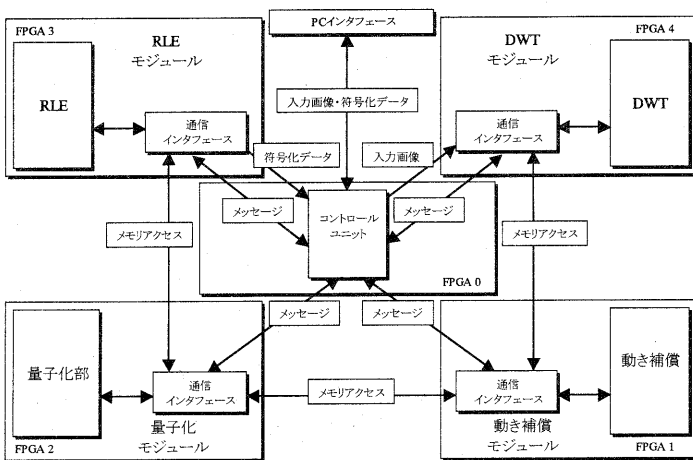 FPGA 3
RLE
モジュール
RLE
通信
インタフェース
PCインタフェース
入力画像・符号化データ
FPGA 4
DWT
モジュール
通信
インタフェース
DWT
符号化データ
入力画像
メッセージ
コントロール
ユニット
メッセージ
FPGA 0
メモリアクセス
メモリアクセス
メッセージ
メッセージ
量子化部
通信
インタフェース
量子化
モジュール
FPGA 2
メモリアクセス
通信
インタフェース
動き補償
動き補償
モジュール
FPGA 1